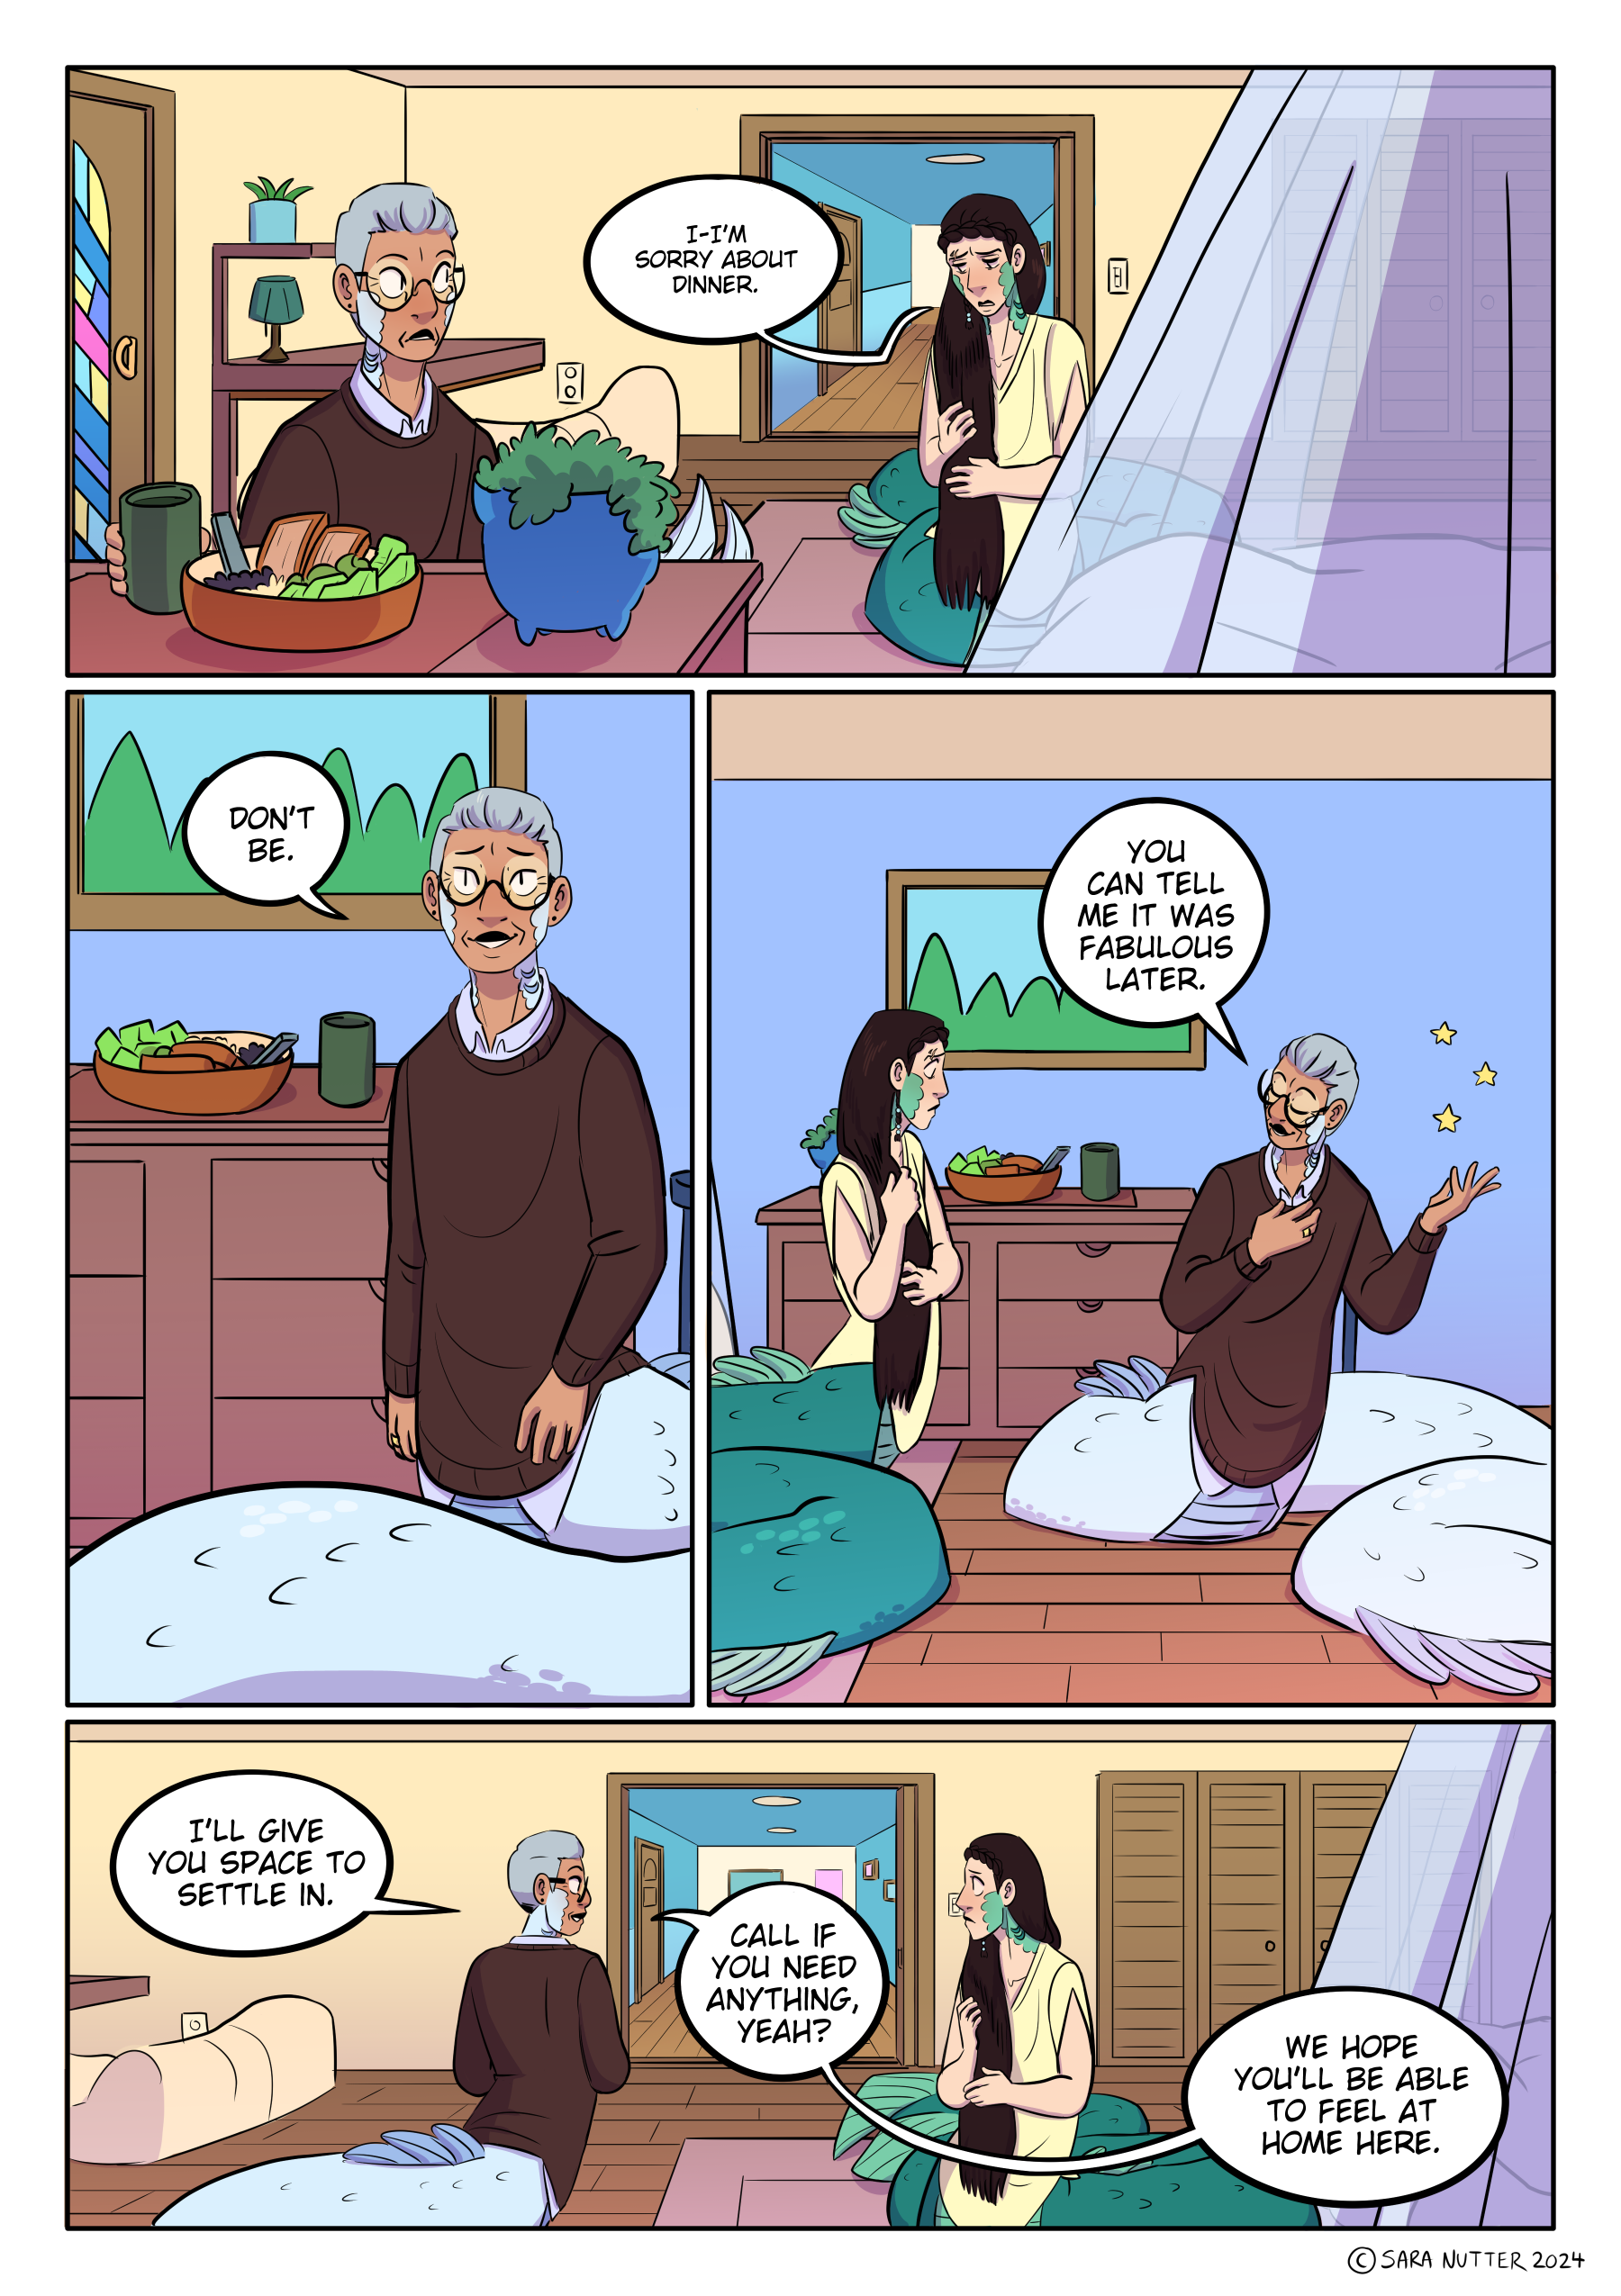 I-I'M
SORRY ABOUT
DINNER.
DON'T
BE.
YOU
CAN TELL
ME IT WAS
FABULOUS
LATER.
I'LL GIVE
YOU SPACE TO
SETTLE IN.
CALL IF
YOU NEED
ANYTHING,
YEAH?
WE HOPE
YOU'LL BE ABLE
TO FEEL AT
HOME HERE.
© SARA NUTTER 2024